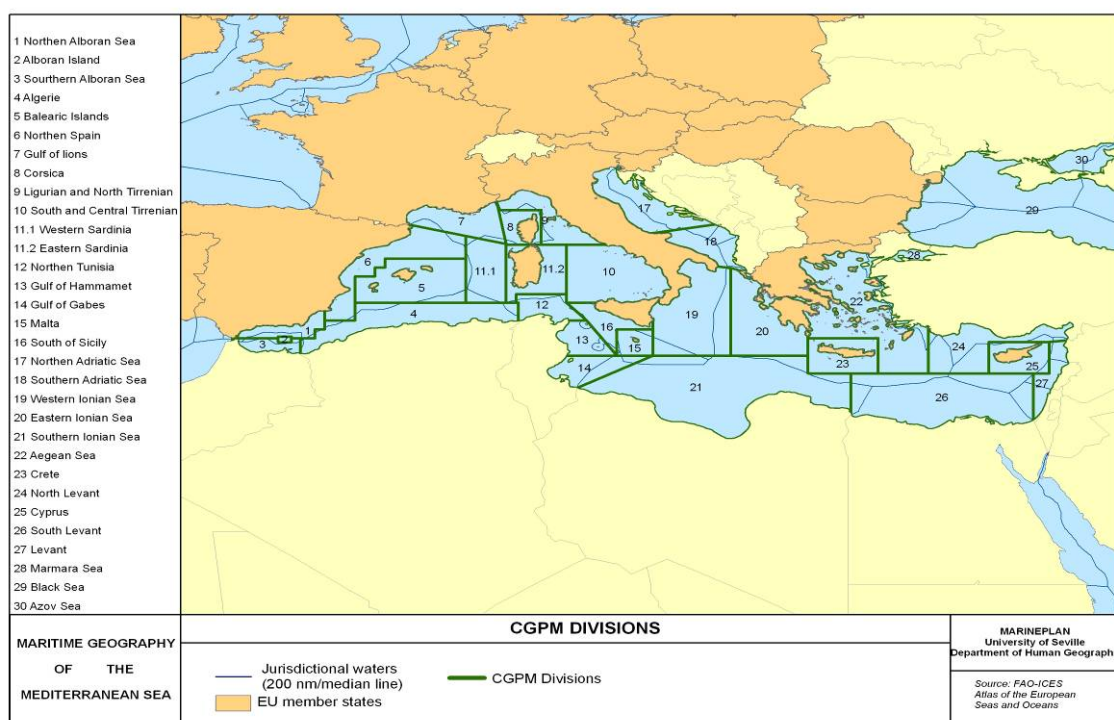 1 Northen Alboran Sea
2 Alboran Island
3 Sourthern Alboran Sea
4 Algerie
5 Balearic Islands
6 Northen Spain
7 Gulf of lions
8 Corsica
9 Ligurian and North Tirrenian
10 South and Central Tirrenian
11.1 Western Sardinia
11.2 Eastern Sardinia
12 Northen Tunisia
13 Gulf of Hammamet
14 Gulf of Gabes
15 Malta
16 South of Sicily
17 Northen Adriatic Sea
18 Southern Adriatic Sea
19 Western Ionian Sea
20 Eastern Ionian Sea
21 Southern Ionian Sea
22 Aegean Sea
23 Crete
24 North Levant
25 Cyprus
26 South Levant
27 Levant
28 Marmara Sea
29 Black Sea
30 Azov Sea
30
17
29
7
8
9
18
28
6
11.1
11.2
10
5
22
4
12
19
20
1
16
3
2
13
15
23
24
25
14
21
26
27
MARITIME GEOGRAPHY
OF THE
MEDITERRANEAN SEA
CGPM DIVISIONS
Jurisdictional waters
(200 nm/median line)
CGPM Divisions
EU member states
MARINEPLAN
University of Seville
Department of Human Geograph
Source: FAO-ICES
Atlas of the European
Seas and Oceans